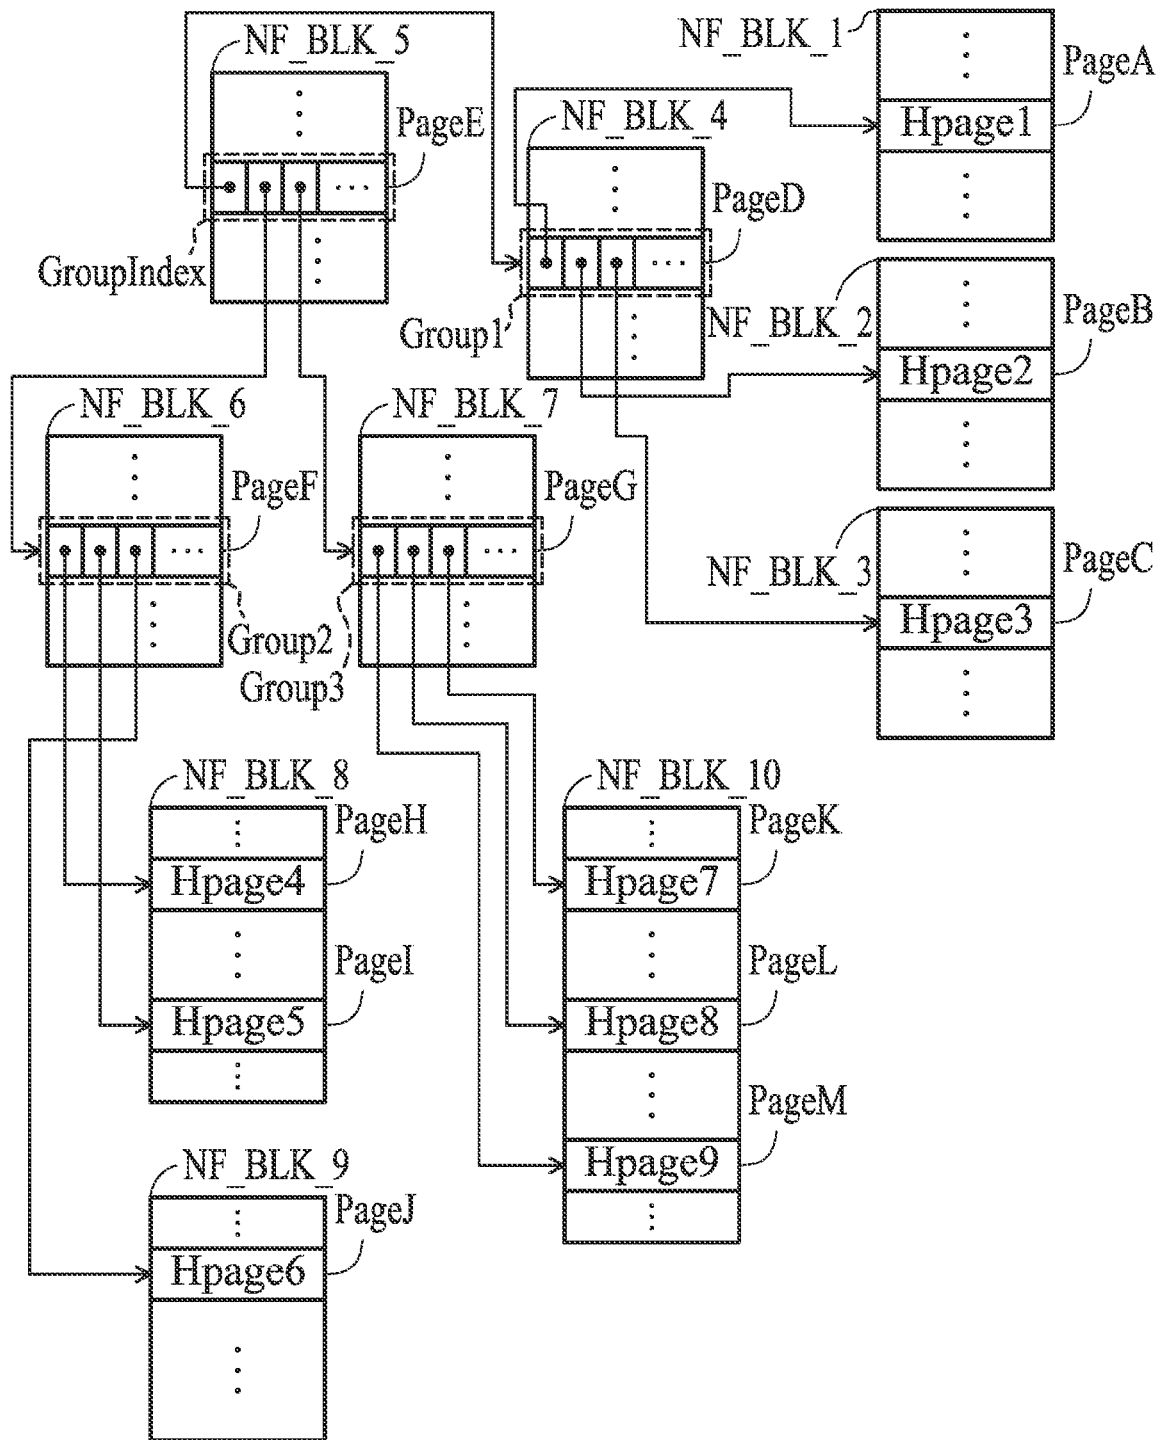 NF_BLK_5
PageE
GroupIndex
NF_BLK_4
PageD
Group1
NF_BLK_1
PageA
Hpage1
NF_BLK_2
PageB
Hpage2
NF_BLK_3
PageC
Hpage3
NF_BLK_6
PageF
Group2
NF_BLK_7
PageG
Group3
NF_BLK_8
PageH
Hpage4
PageI
Hpage5
NF_BLK_10
PageK
Hpage7
PageL
Hpage8
PageM
Hpage9
NF_BLK_9
PageJ
Hpage6